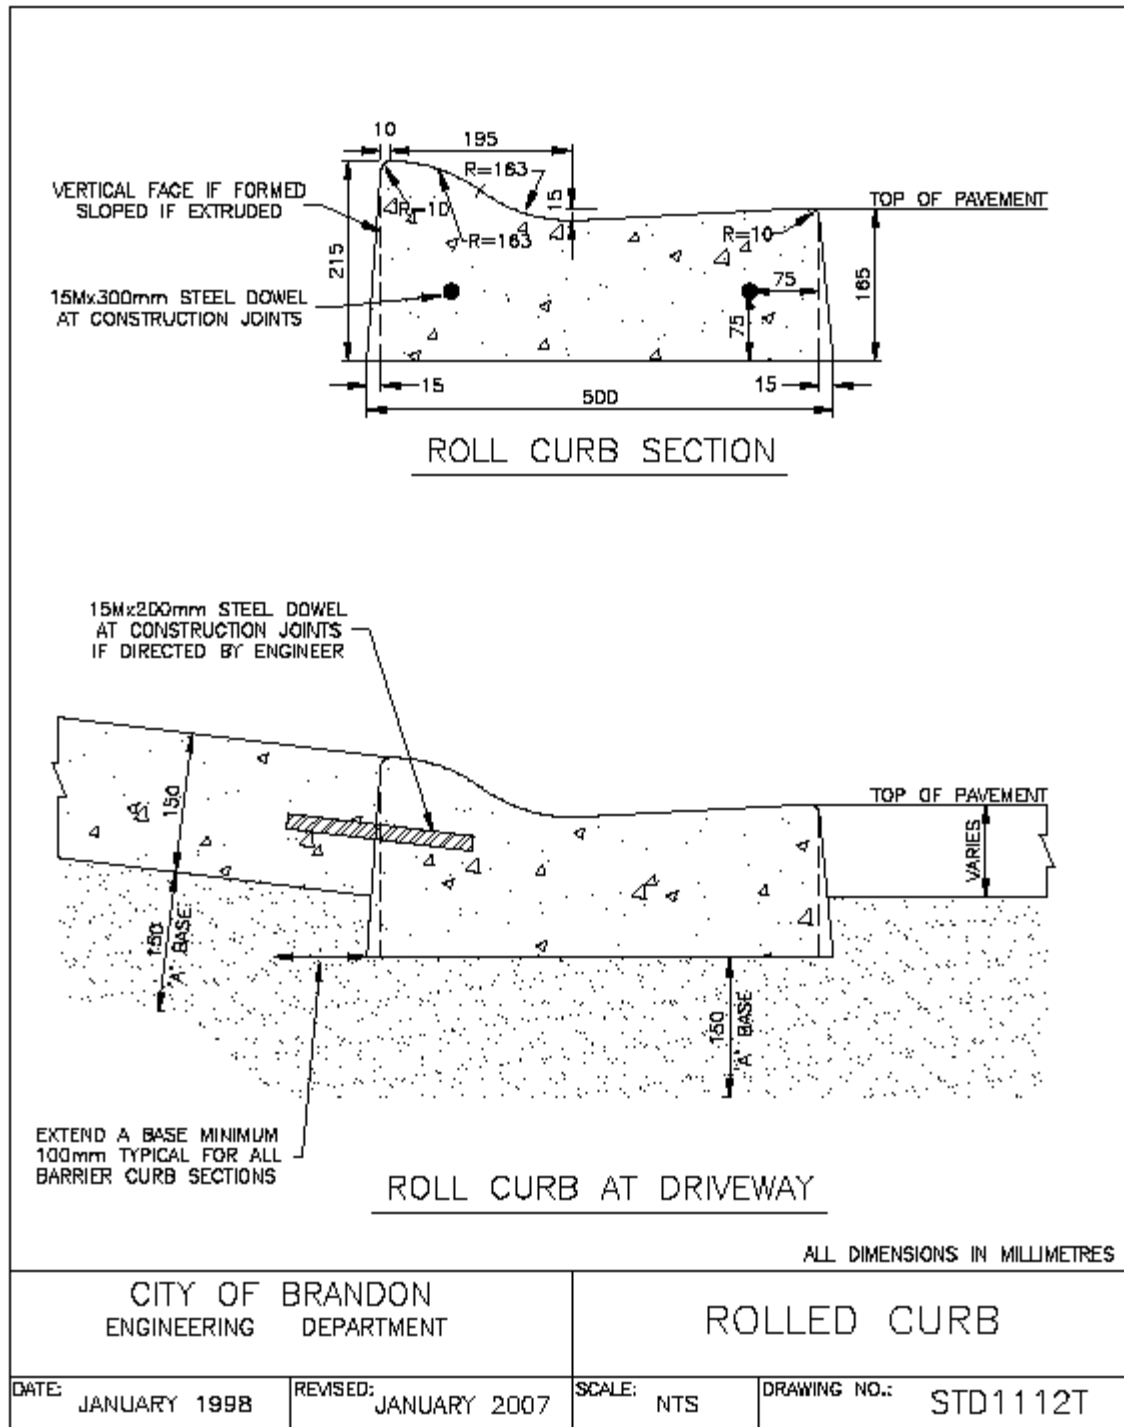 10
195
R=163
15
VERTICAL FACE IF FORMED
SLOPED IF EXTRUDED
R=10
R=163
TOP OF PAVEMENT
R=10
215
75
165
15Mx300mm STEEL DOWEL
AT CONSTRUCTION JOINTS
75
15
15
500
ROLL CURB SECTION
15Mx200mm STEEL DOWEL
AT CONSTRUCTION JOINTS
IF DIRECTED BY ENGINEER
150
TOP OF PAVEMENT
VARIES
150
"A" BASE
150
"A" BASE
EXTEND A BASE MINIMUM
100mm TYPICAL FOR ALL
BARRIER CURB SECTIONS
ROLL CURB AT DRIVEWAY
ALL DIMENSIONS IN MILLIMETRES
CITY OF BRANDON
ENGINEERING DEPARTMENT
ROLLED CURB
DATE: JANUARY 1998
REVISED: JANUARY 2007
SCALE: NTS
DRAWING NO.: STD1112T